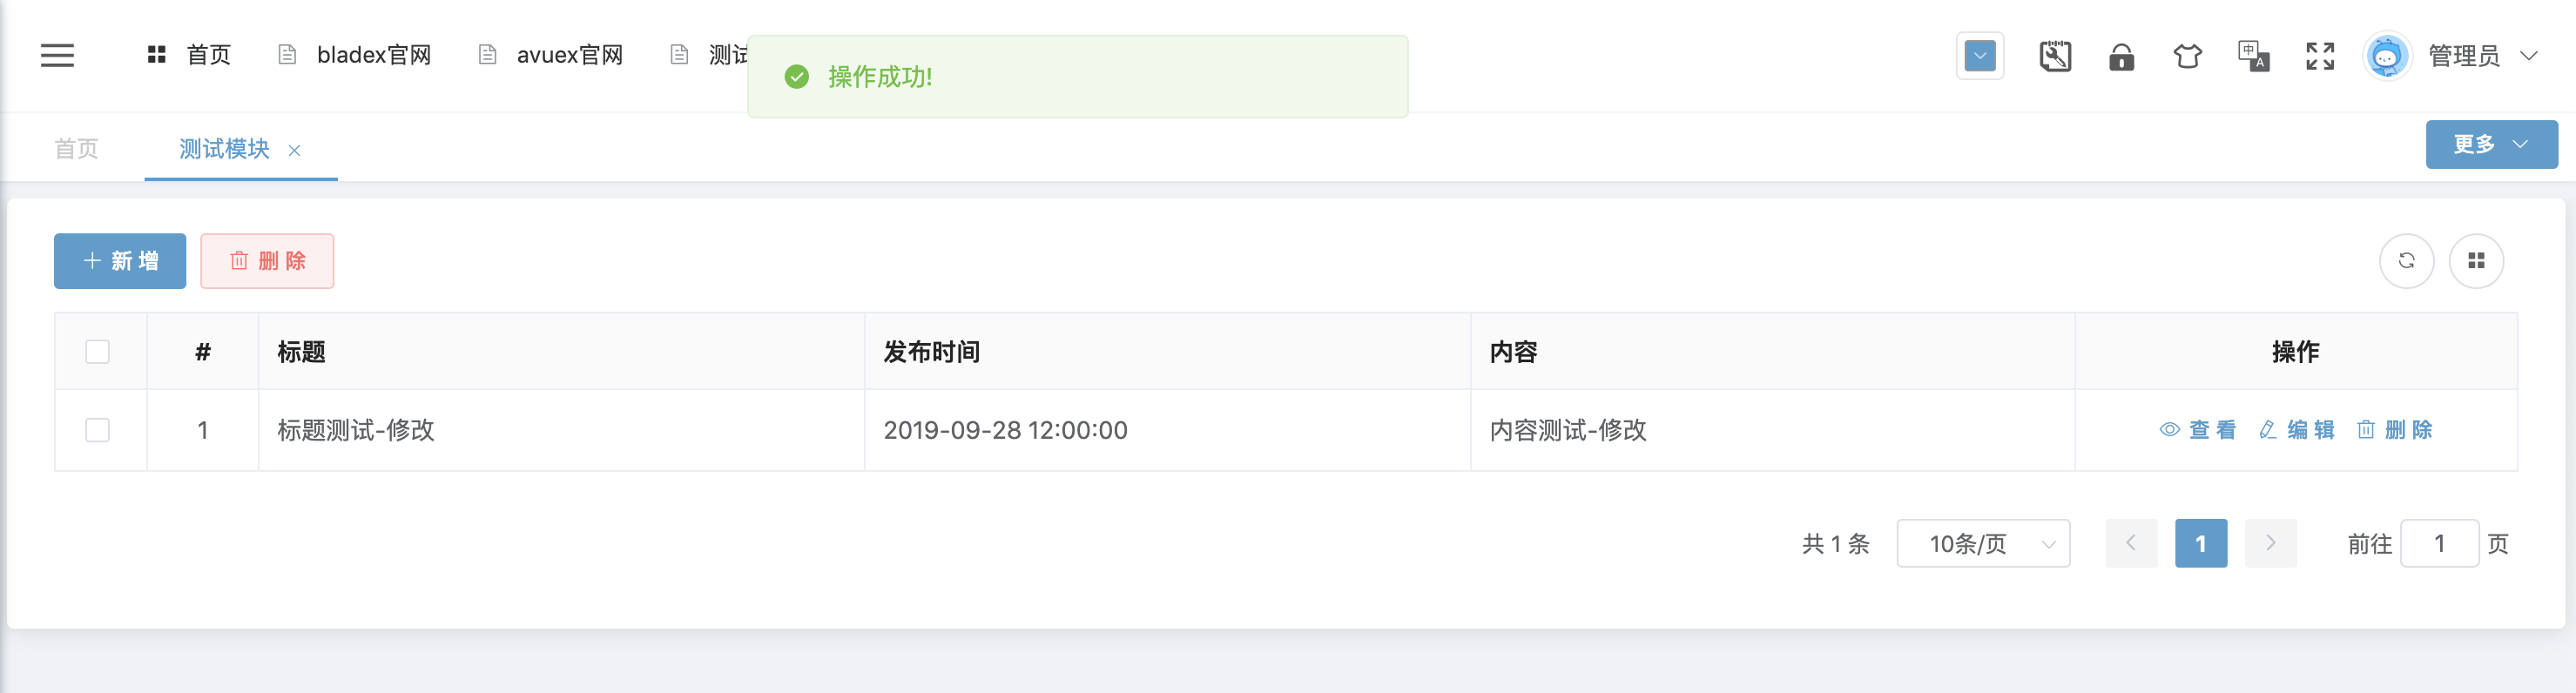 首页 bladex官网 avuex官网 测试 管理员
操作成功!
首页 测试模块 更多
新增 删除
# 标题 发布时间 内容 操作
1 标题测试-修改 2019-09-28 12:00:00 内容测试-修改 查看 编辑 删除
共 1 条 10条/页 1 前往 1 页